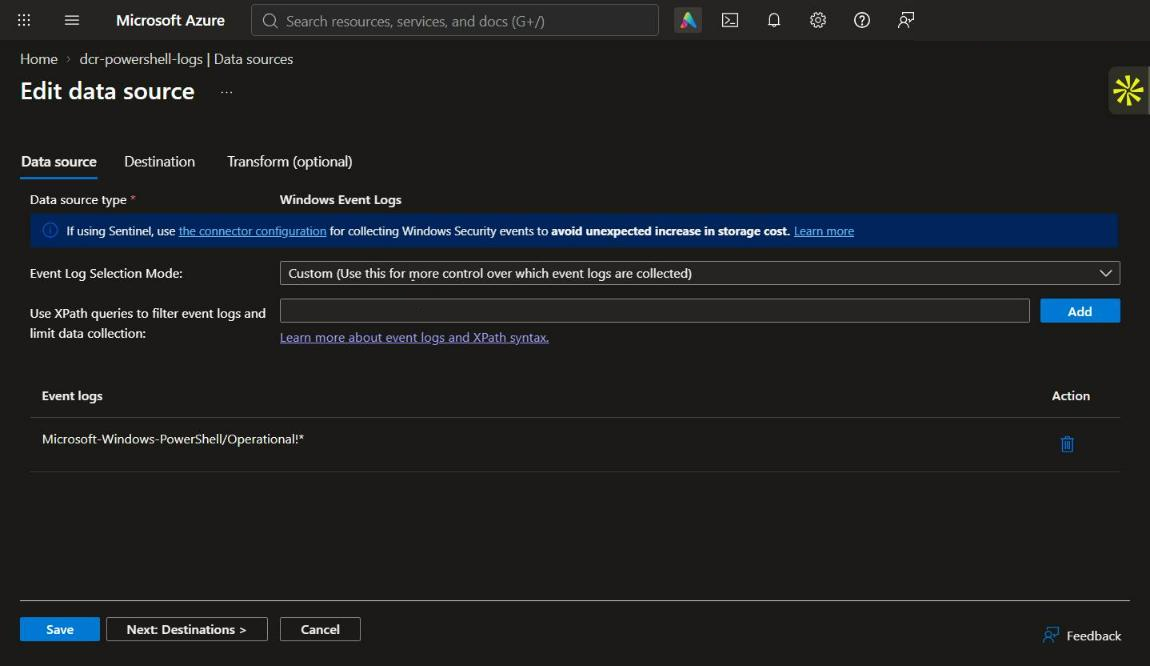 Microsoft Azure
Search resources, services, and docs (G+/)
Home > dcr-powershell-logs | Data sources
Edit data source ...
Data source Destination Transform (optional)
Data source type * Windows Event Logs
If using Sentinel, use the connector configuration for collecting Windows Security events to avoid unexpected increase in storage cost. Learn more
Event Log Selection Mode: Custom (Use this for more control over which event logs are collected)
Use XPath queries to filter event logs and
limit data collection:
Add
Learn more about event logs and XPath syntax.
Event logs Action
Microsoft-Windows-PowerShell/Operational!*
Save Next: Destinations > Cancel
Feedback